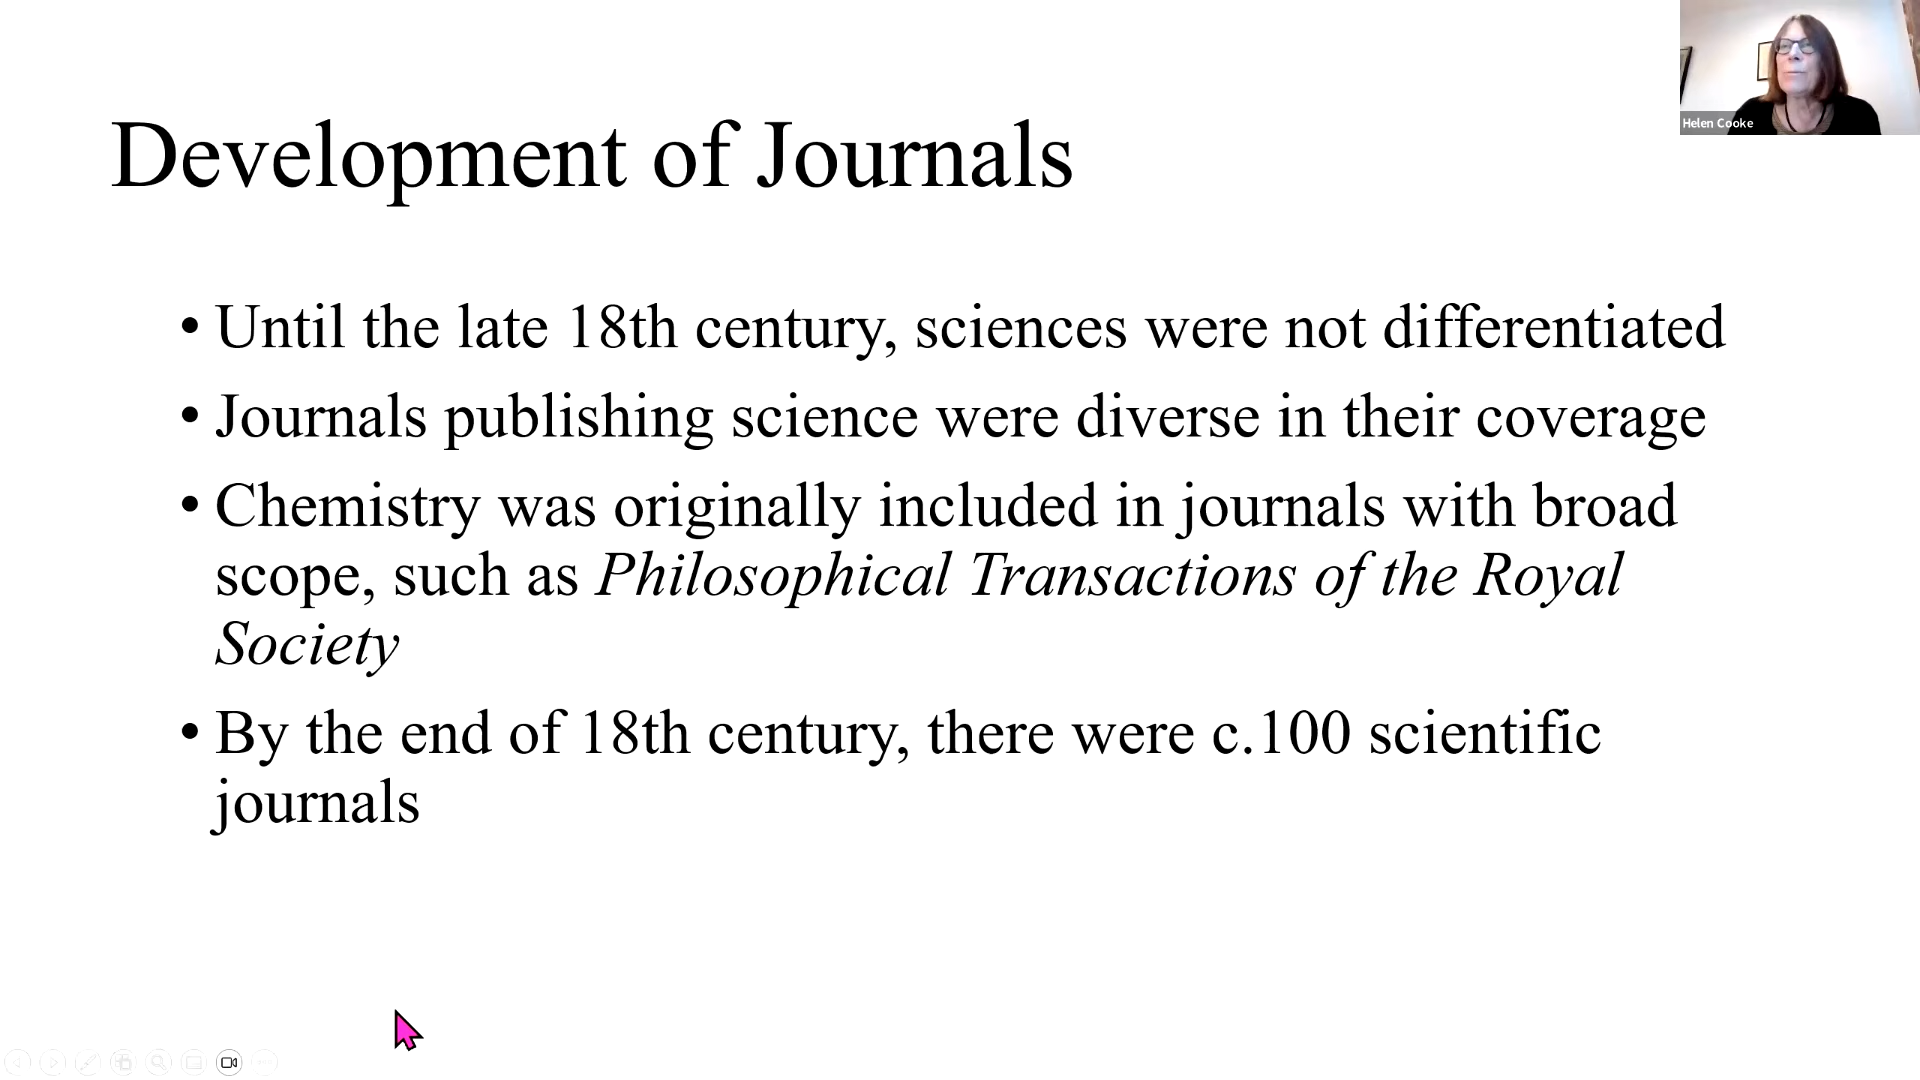 Helen Cooke
Development of Journals
• Until the late 18th century, sciences were not differentiated
• Journals publishing science were diverse in their coverage
• Chemistry was originally included in journals with broad
scope, such as Philosophical Transactions of the Royal
Society
• By the end of 18th century, there were c.100 scientific
journals